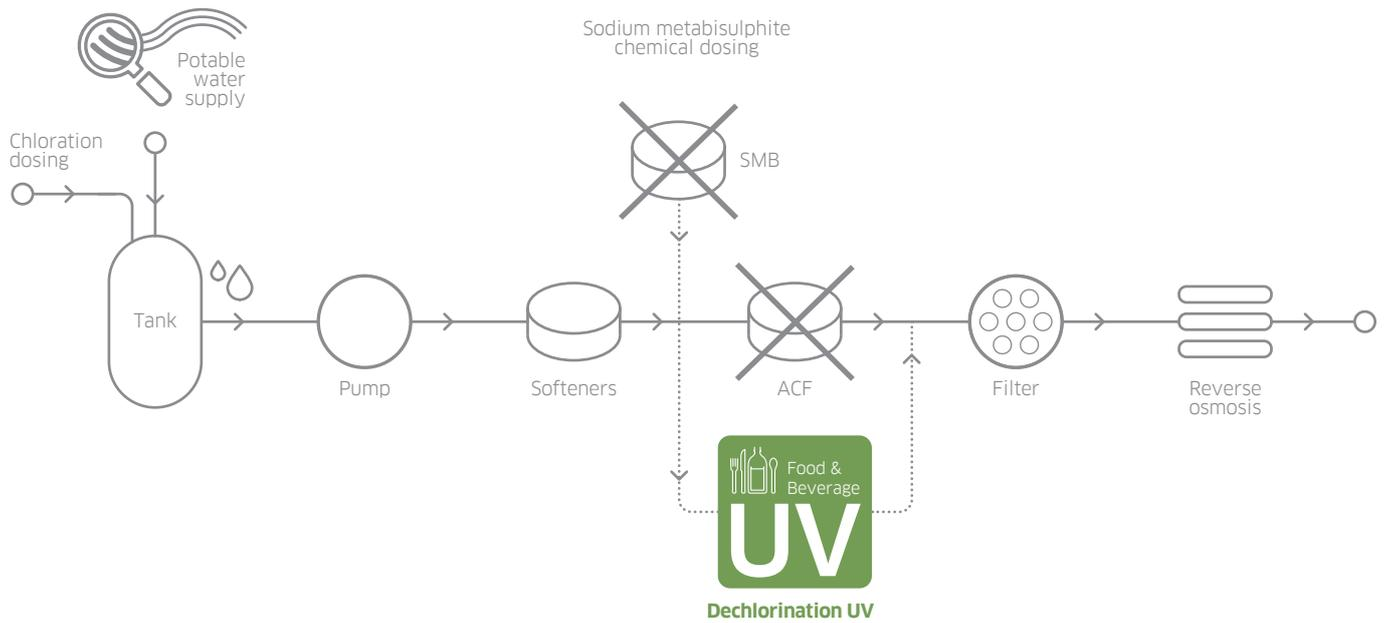 Sodium metabisulphite
chemical dosing
Potable
water
supply
Chloration
dosing
SMB
Tank
Pump
Softeners
ACF
Filter
Reverse
osmosis
Food &
Beverage
UV
Dechlorination UV